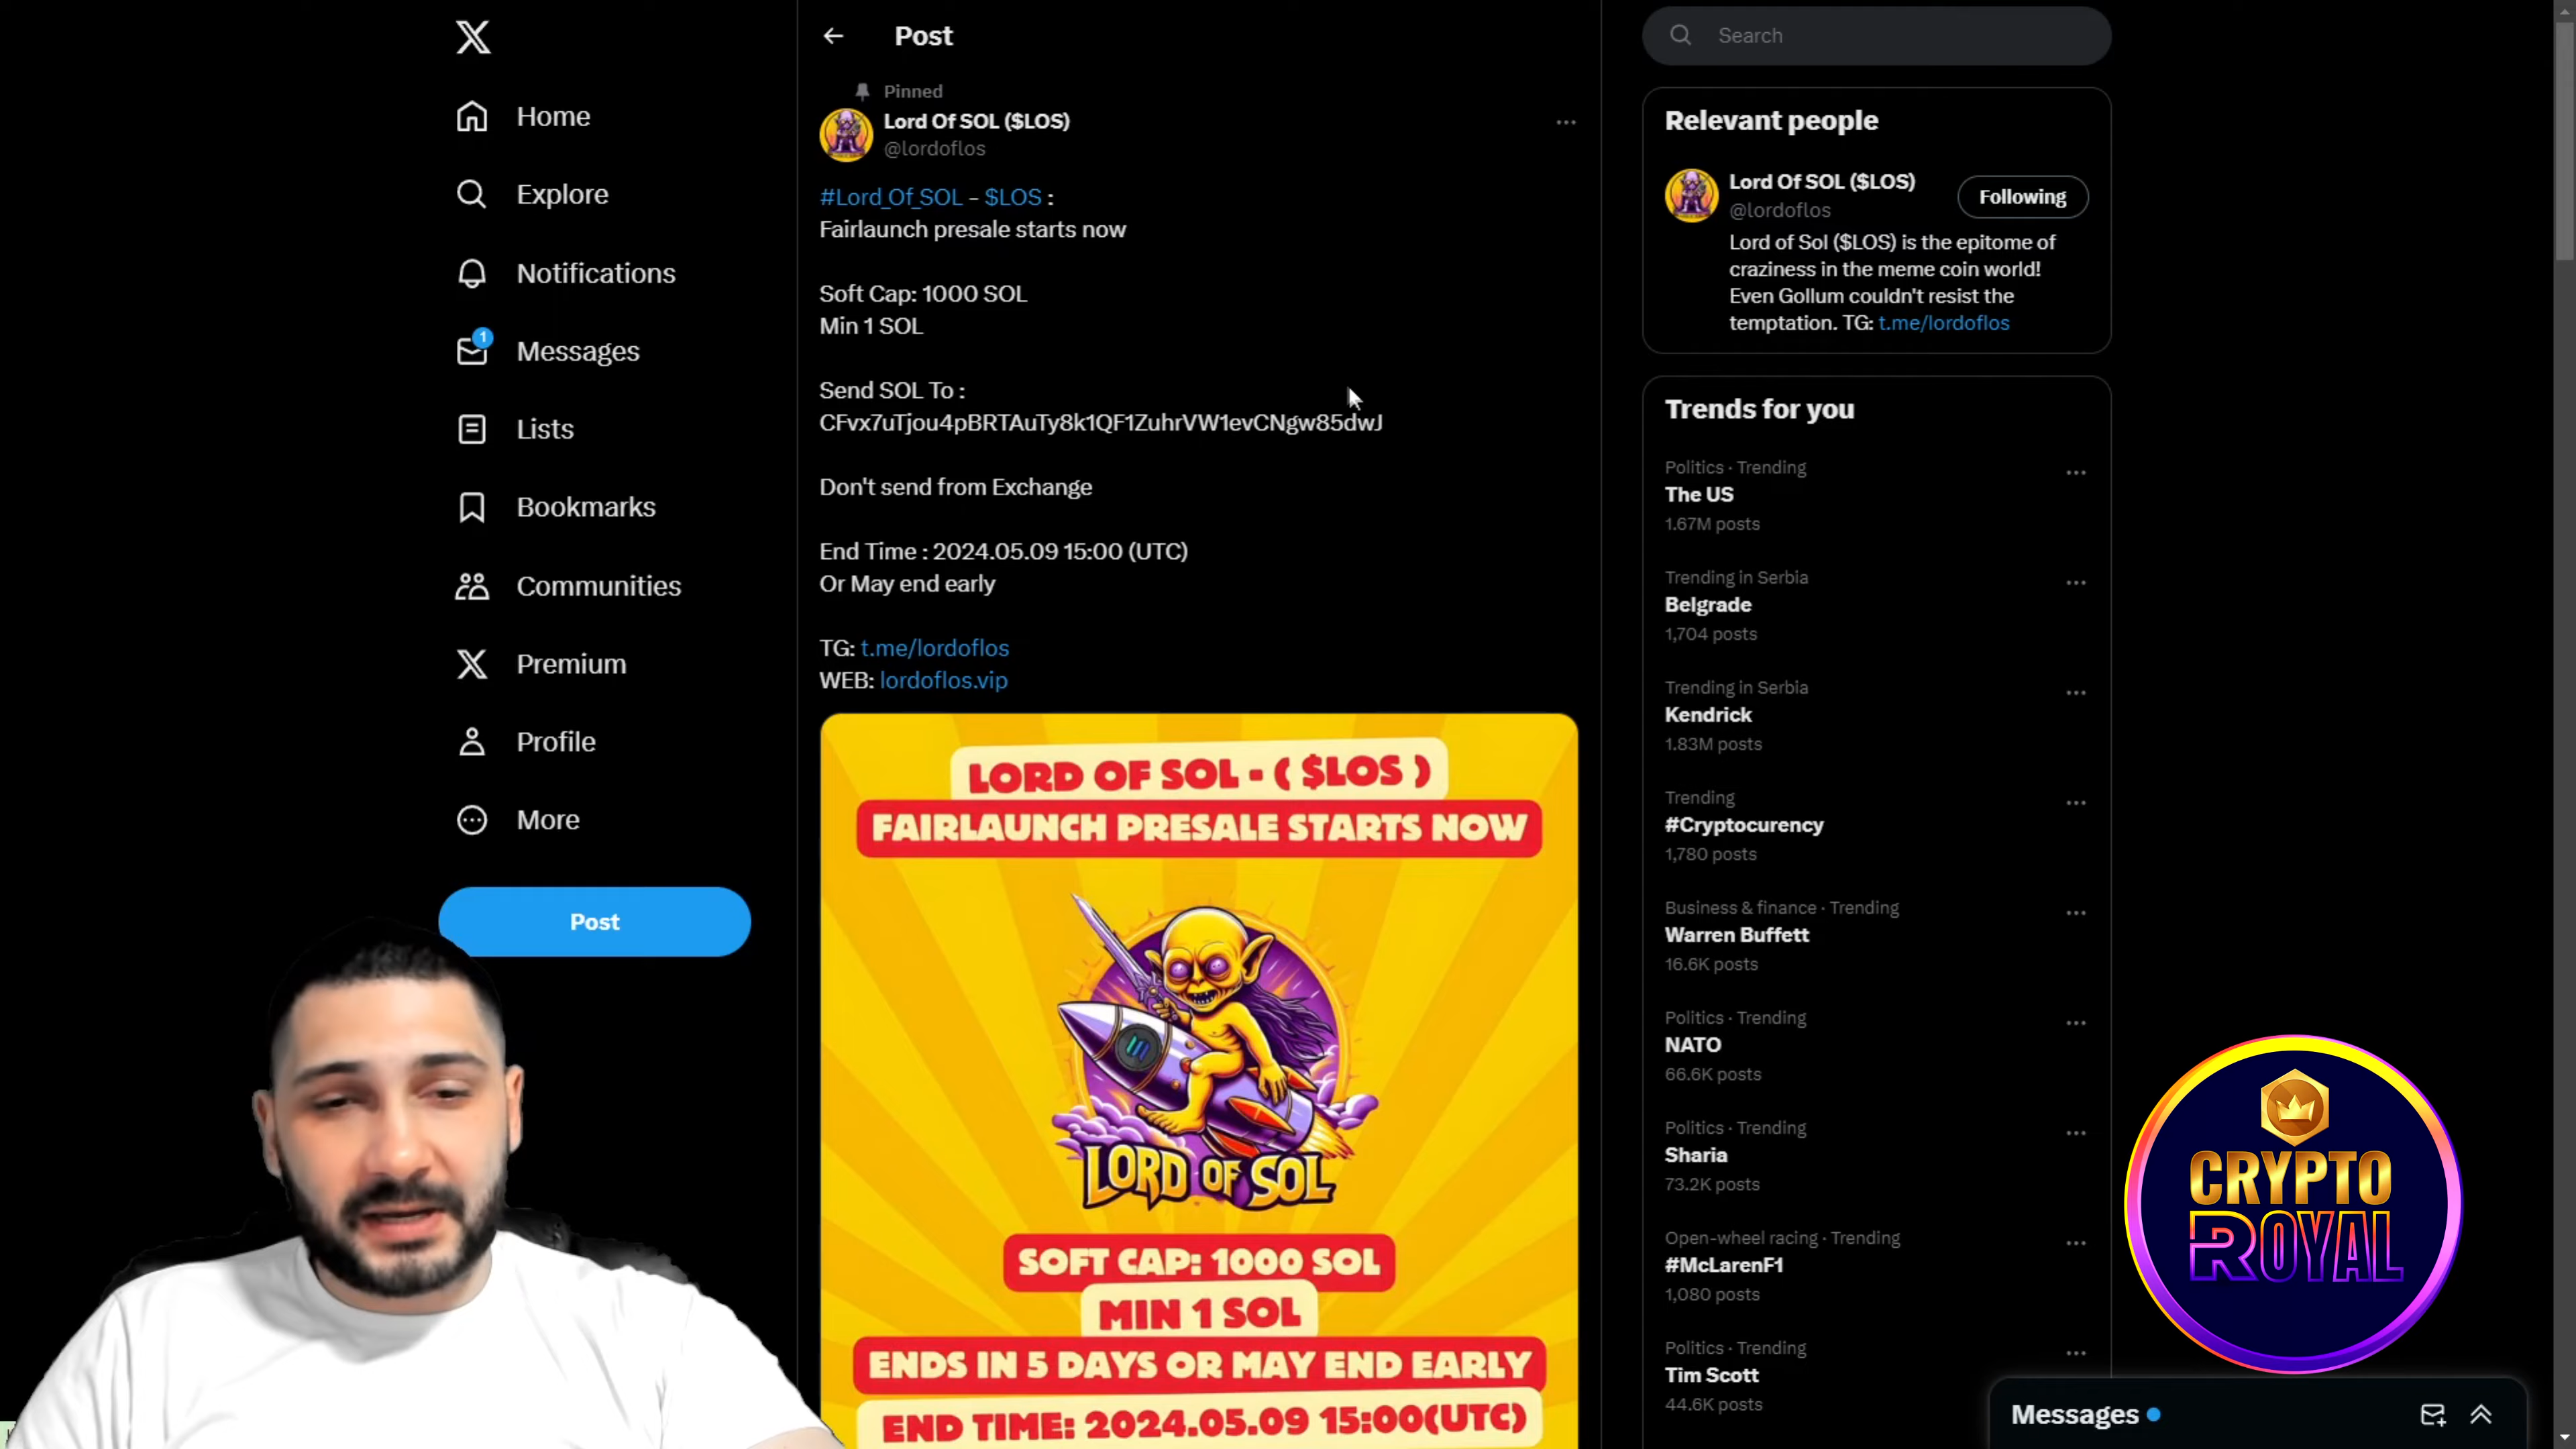 Home
Explore
Notifications
1
Messages
Lists
Bookmarks
Communities
Premium
Profile
More
Post
Post
Pinned
Lord Of SOL ($LOS)
@lordoflos
#Lord_Of_SOL - $LOS :
Fairlaunch presale starts now
Soft Cap: 1000 SOL
Min 1 SOL
Send SOL To :
CFvx7uTjou4pBRTAuTy8k1QF1ZuhrVW1evCNgw85dwJ
Don't send from Exchange
End Time : 2024.05.09 15:00 (UTC)
Or May end early
TG: t.me/lordoflos
WEB: lordoflos.vip
LORD OF SOL - ( $LOS )
FAIRLAUNCH PRESALE STARTS NOW
LORD OF SOL
SOFT CAP: 1000 SOL
MIN 1 SOL
ENDS IN 5 DAYS OR MAY END EARLY
END TIME: 2024.05.09 15:00(UTC)
Search
Relevant people
Lord Of SOL ($LOS)
@lordoflos
Following
Lord of Sol ($LOS) is the epitome of
craziness in the meme coin world!
Even Gollum couldn't resist the
temptation. TG: t.me/lordoflos
Trends for you
Politics · Trending
The US
1.67M posts
Trending in Serbia
Belgrade
1,704 posts
Trending in Serbia
Kendrick
1.83M posts
Trending
#Cryptocurency
1,780 posts
Business & finance · Trending
Warren Buffett
16.6K posts
Politics · Trending
NATO
66.6K posts
Politics · Trending
Sharia
73.2K posts
Open-wheel racing · Trending
#McLarenF1
1,080 posts
Politics · Trending
Tim Scott
44.6K posts
CRYPTO
ROYAL
Messages